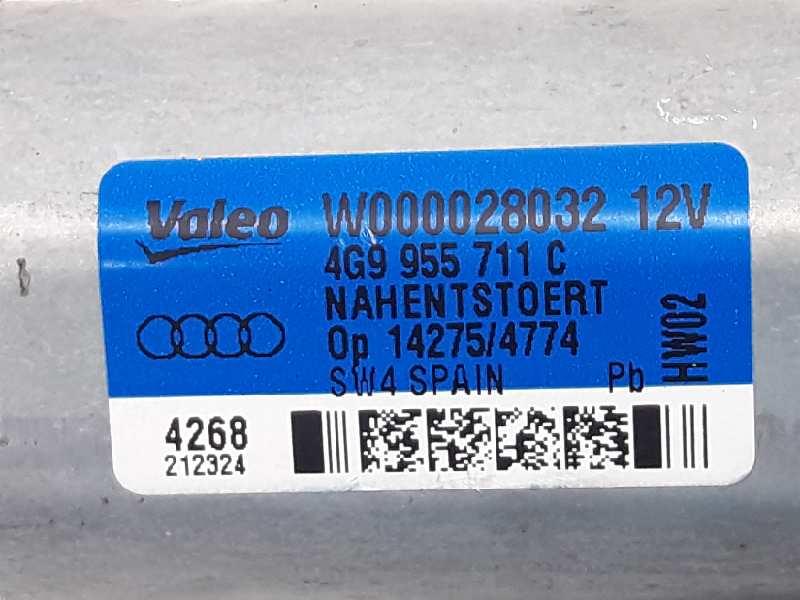 Valeo W000028032 12V
4G9 955 711 C
NAHENTSTOERT
Op 14275/4774
SW4 SPAIN Pb
HW02
4268
212324